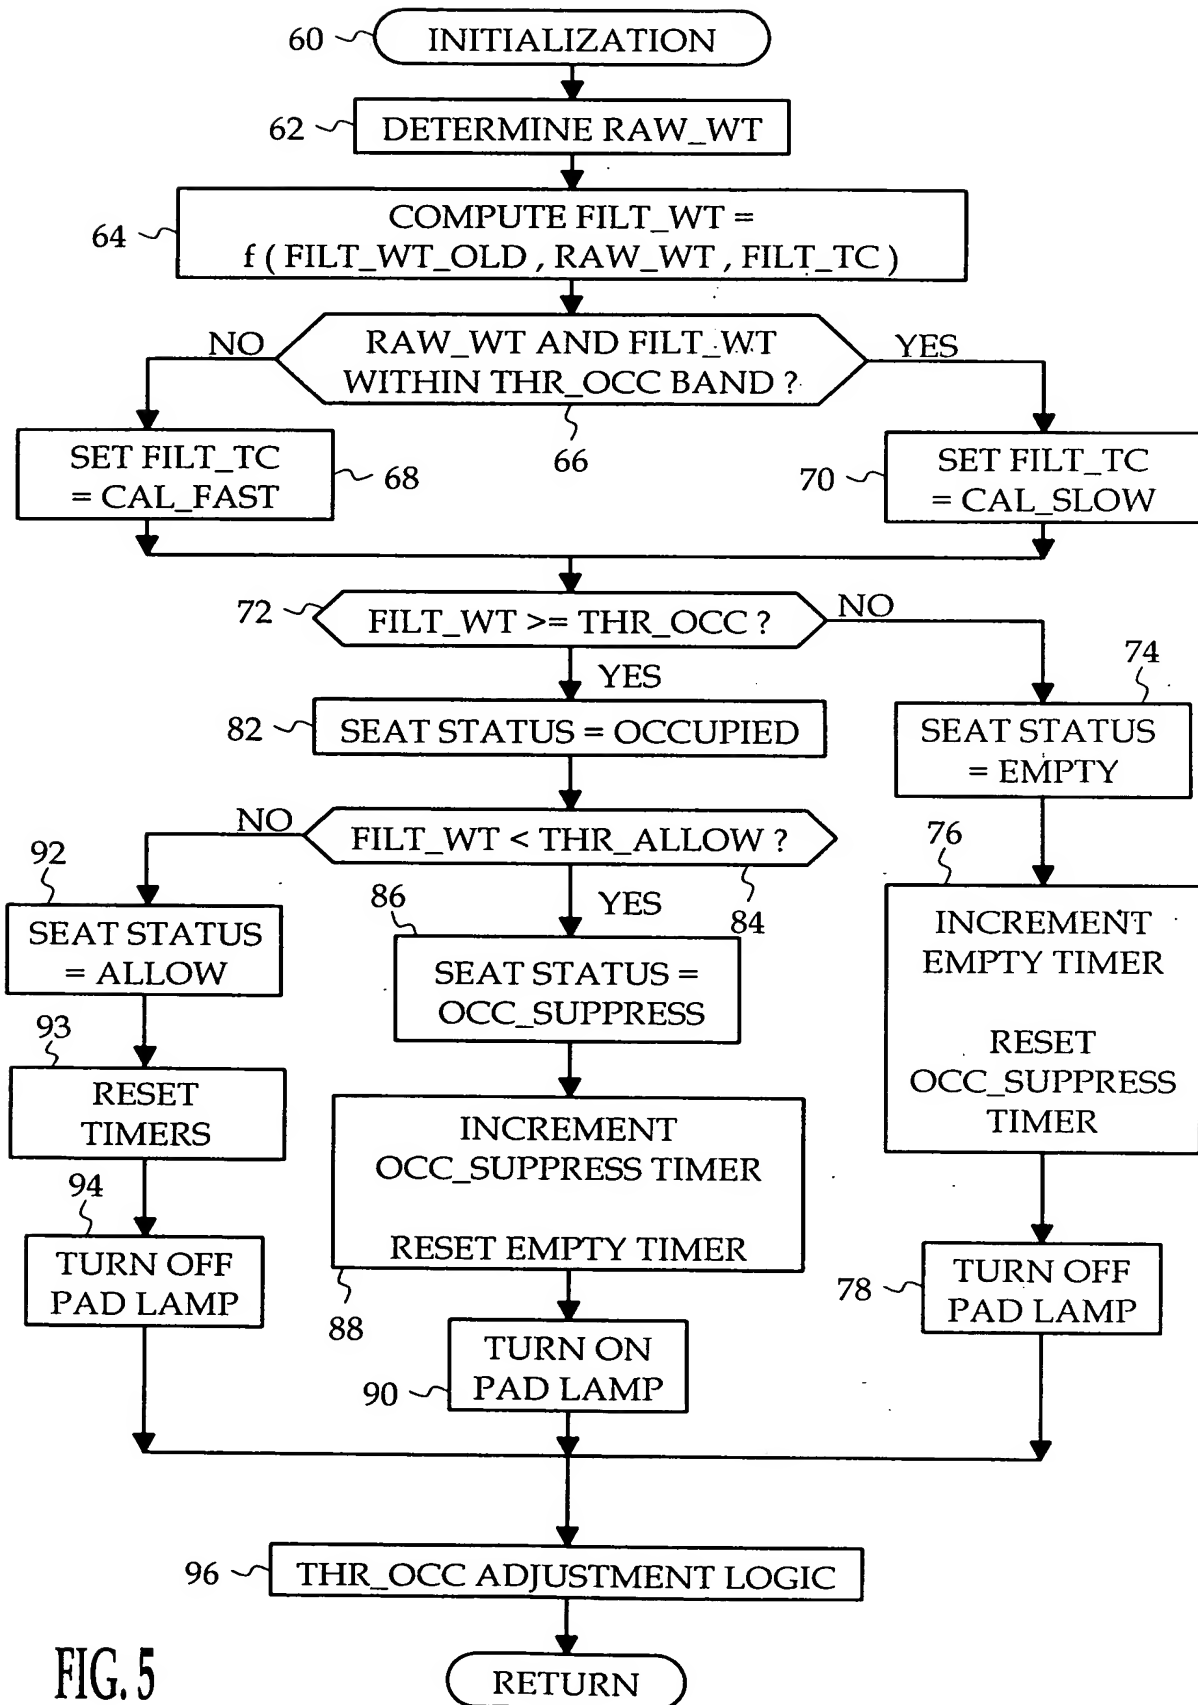 60
INITIALIZATION
62
DETERMINE RAW_WT
64
COMPUTE FILT_WT =
f ( FILT_WT_OLD , RAW_WT , FILT_TC )
NO
RAW_WT AND FILT_WT
WITHIN THR_OCC BAND ?
YES
66
SET FILT_TC
= CAL_FAST
68
70
SET FILT_TC
= CAL_SLOW
72
FILT_WT >= THR_OCC ?
NO
YES
74
82
SEAT STATUS = OCCUPIED
SEAT STATUS
= EMPTY
NO
FILT_WT < THR_ALLOW ?
84
YES
92
SEAT STATUS
= ALLOW
86
SEAT STATUS =
OCC_SUPPRESS
76
INCREMENT
EMPTY TIMER
RESET
OCC_SUPPRESS
TIMER
93
RESET
TIMERS
INCREMENT
OCC_SUPPRESS TIMER
RESET EMPTY TIMER
88
94
TURN OFF
PAD LAMP
90
TURN ON
PAD LAMP
78
TURN OFF
PAD LAMP
96
THR_OCC ADJUSTMENT LOGIC
RETURN
FIG. 5